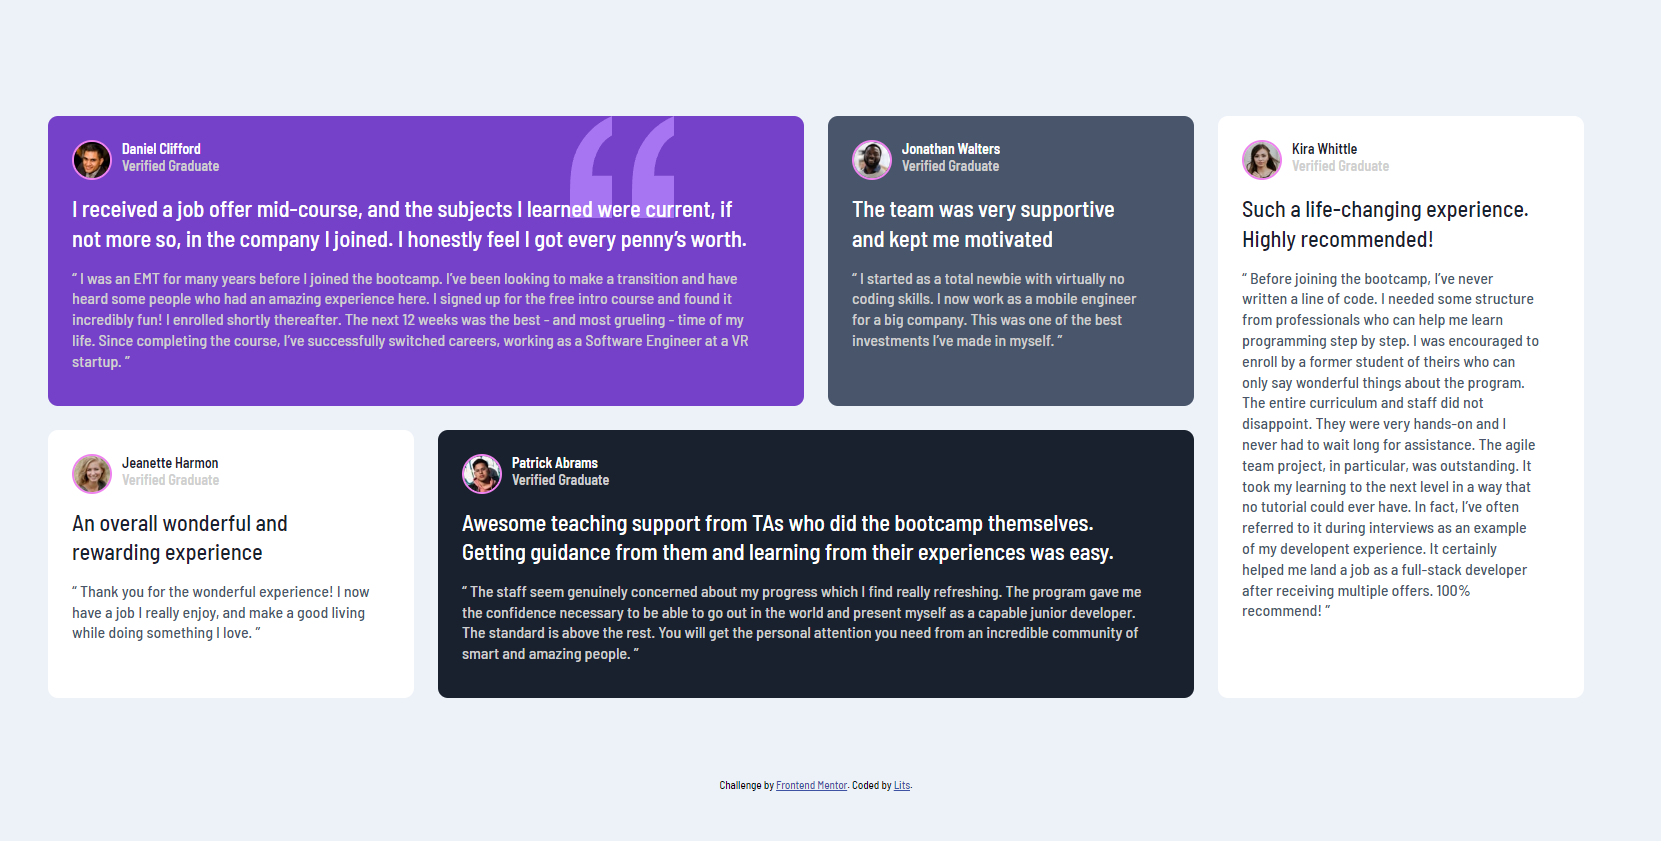 Daniel Clifford
Verified Graduate
I received a job offer mid-course, and the subjects I learned were current, if
not more so, in the company I joined. I honestly feel I got every penny’s worth.
“ I was an EMT for many years before I joined the bootcamp. I’ve been looking to make a transition and have
heard some people who had an amazing experience here. I signed up for the free intro course and found it
incredibly fun! I enrolled shortly thereafter. The next 12 weeks was the best - and most grueling - time of my
life. Since completing the course, I’ve successfully switched careers, working as a Software Engineer at a VR
startup. ”
Jonathan Walters
Verified Graduate
The team was very supportive
and kept me motivated
“ I started as a total newbie with virtually no
coding skills. I now work as a mobile engineer
for a big company. This was one of the best
investments I’ve made in myself. ”
Kira Whittle
Verified Graduate
Such a life-changing experience.
Highly recommended!
“ Before joining the bootcamp, I’ve never
written a line of code. I needed some structure
from professionals who can help me learn
programming step by step. I was encouraged to
enroll by a former student of theirs who can
only say wonderful things about the program.
The entire curriculum and staff did not
disappoint. They were very hands-on and I
never had to wait long for assistance. The agile
team project, in particular, was outstanding. It
took my learning to the next level in a way that
no tutorial could ever have. In fact, I’ve often
referred to it during interviews as an example
of my developent experience. It certainly
helped me land a job as a full-stack developer
after receiving multiple offers. 100%
recommend! ”
Jeanette Harmon
Verified Graduate
An overall wonderful and
rewarding experience
“ Thank you for the wonderful experience! I now
have a job I really enjoy, and make a good living
while doing something I love. ”
Patrick Abrams
Verified Graduate
Awesome teaching support from TAs who did the bootcamp themselves.
Getting guidance from them and learning from their experiences was easy.
“ The staff seem genuinely concerned about my progress which I find really refreshing. The program gave me
the confidence necessary to be able to go out in the world and present myself as a capable junior developer.
The standard is above the rest. You will get the personal attention you need from an incredible community of
smart and amazing people. ”
Challenge by Frontend Mentor. Coded by Lits.